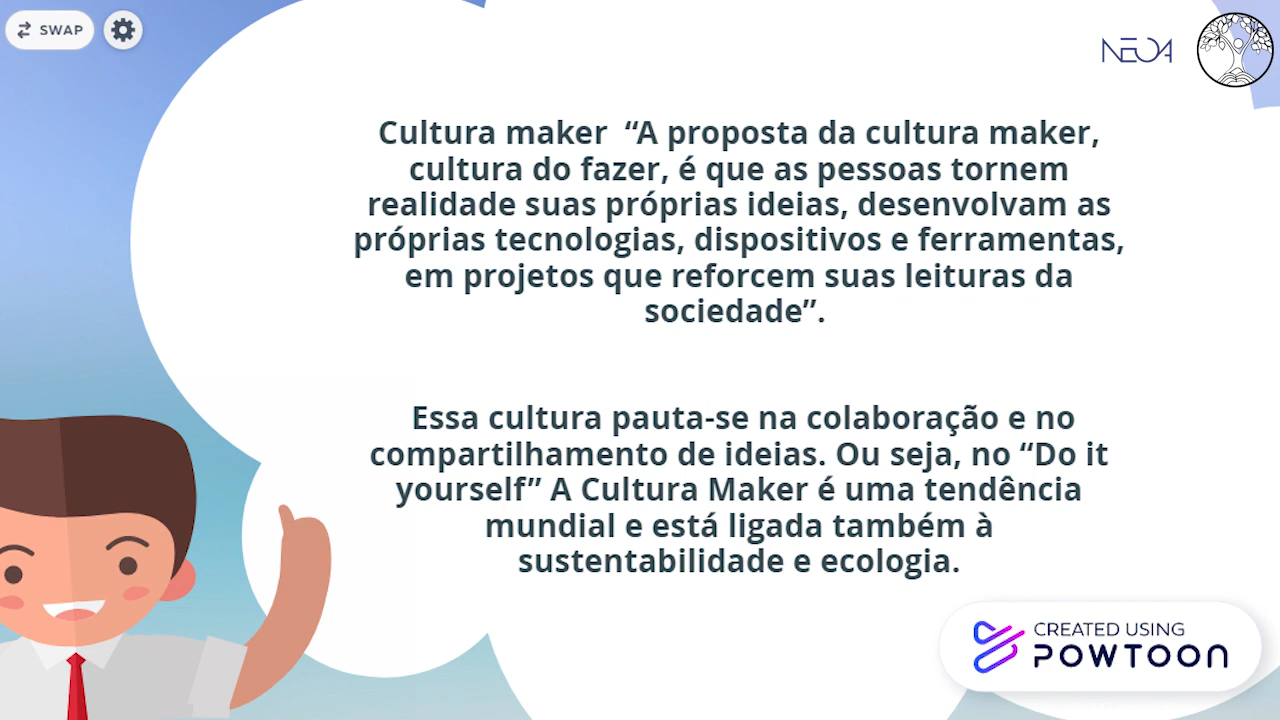 SWAP
NEO4
Cultura maker “A proposta da cultura maker,
cultura do fazer, é que as pessoas tornem
realidade suas próprias ideias, desenvolvam as
próprias tecnologias, dispositivos e ferramentas,
em projetos que reforcem suas leituras da
sociedade”.
Essa cultura pauta-se na colaboração e no
compartilhamento de ideias. Ou seja, no “Do it
yourself” A Cultura Maker é uma tendência
mundial e está ligada também à
sustentabilidade e ecologia.
CREATED USING
POWTOON